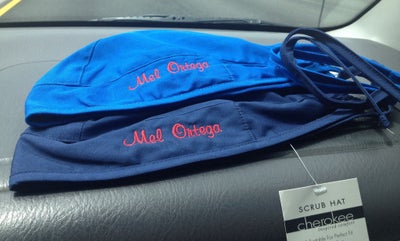 Mel Ortega
Mel Ortega
SCRUB HAT
cherokee